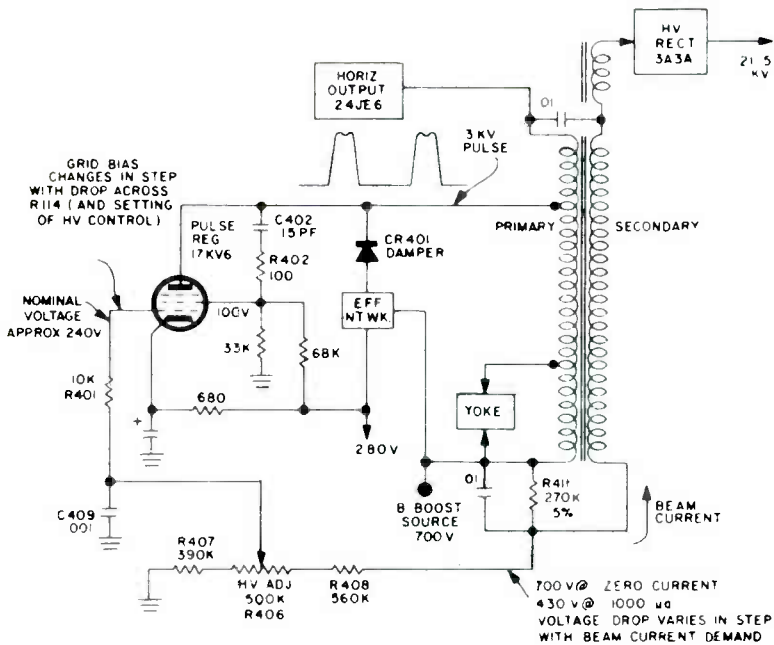 HV
RECT
3A3A
21.5
KV
HORIZ
OUTPUT
24JE6
.01
3 KV
PULSE
GRID BIAS
CHANGES IN STEP
WITH DROP ACROSS
R114 (AND SETTING
OF HV CONTROL)
PULSE
REG
17KV6
C402
15PF
R402
100
CR401
DAMPER
PRIMARY
SECONDARY
NOMINAL
VOLTAGE
APPROX 240V
100V
EFF
NTWK.
33K
68K
10K
R401
680
+
280V
YOKE
C409
.001
B BOOST
SOURCE
700V
.01
R411
270K
5%
BEAM
CURRENT
R407
390K
HV ADJ
500K
R406
R408
560K
700 V @ ZERO CURRENT
430 V @ 1000 µa
VOLTAGE DROP VARIES IN STEP
WITH BEAM CURRENT DEMAND